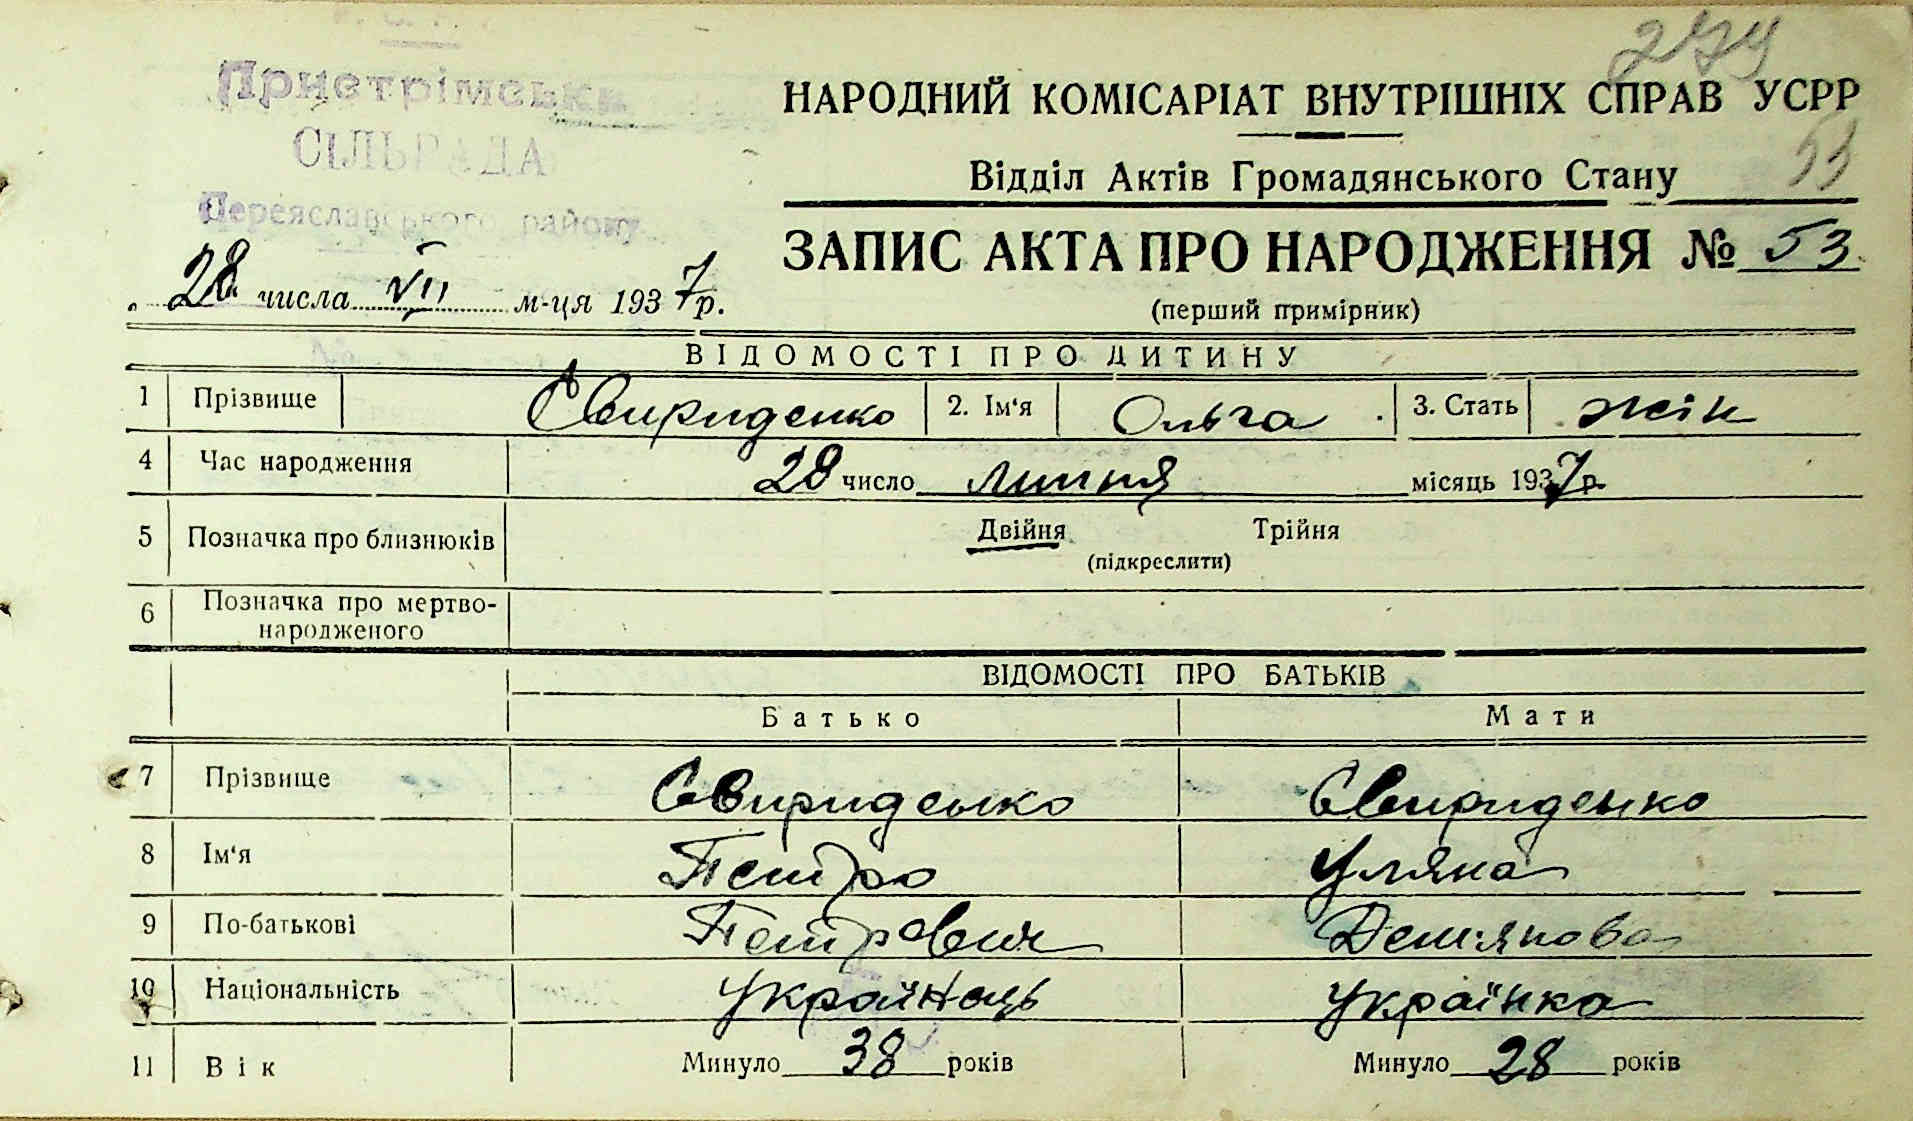 274
Пристрімська
СІЛЬРАДА
Переяславського району
НАРОДНИЙ КОМІСАРІАТ ВНУТРІШНІХ СПРАВ УСРР
53
Відділ Актів Громадянського Стану
ЗАПИС АКТА ПРО НАРОДЖЕННЯ № 53
28 числа VII м-ця 1937 р.
(перший примірник)
ВІДОМОСТІ ПРО ДИТИНУ
1 Прізвище Свириденко 2. Ім'я Ольга 3. Стать жін
4 Час народження 28 число липня місяць 1937 р.
5 Позначка про близнюків Двійня Трійня
(підкреслити)
6 Позначка про мертво-
народженого
ВІДОМОСТІ ПРО БАТЬКІВ
Батько Мати
7 Прізвище Свириденко Свириденко
8 Ім'я Петро Уляна
9 По-батькові Петрович Демянова
10 Національність Українець Українка
11 Вік Минуло 38 років Минуло 28 років